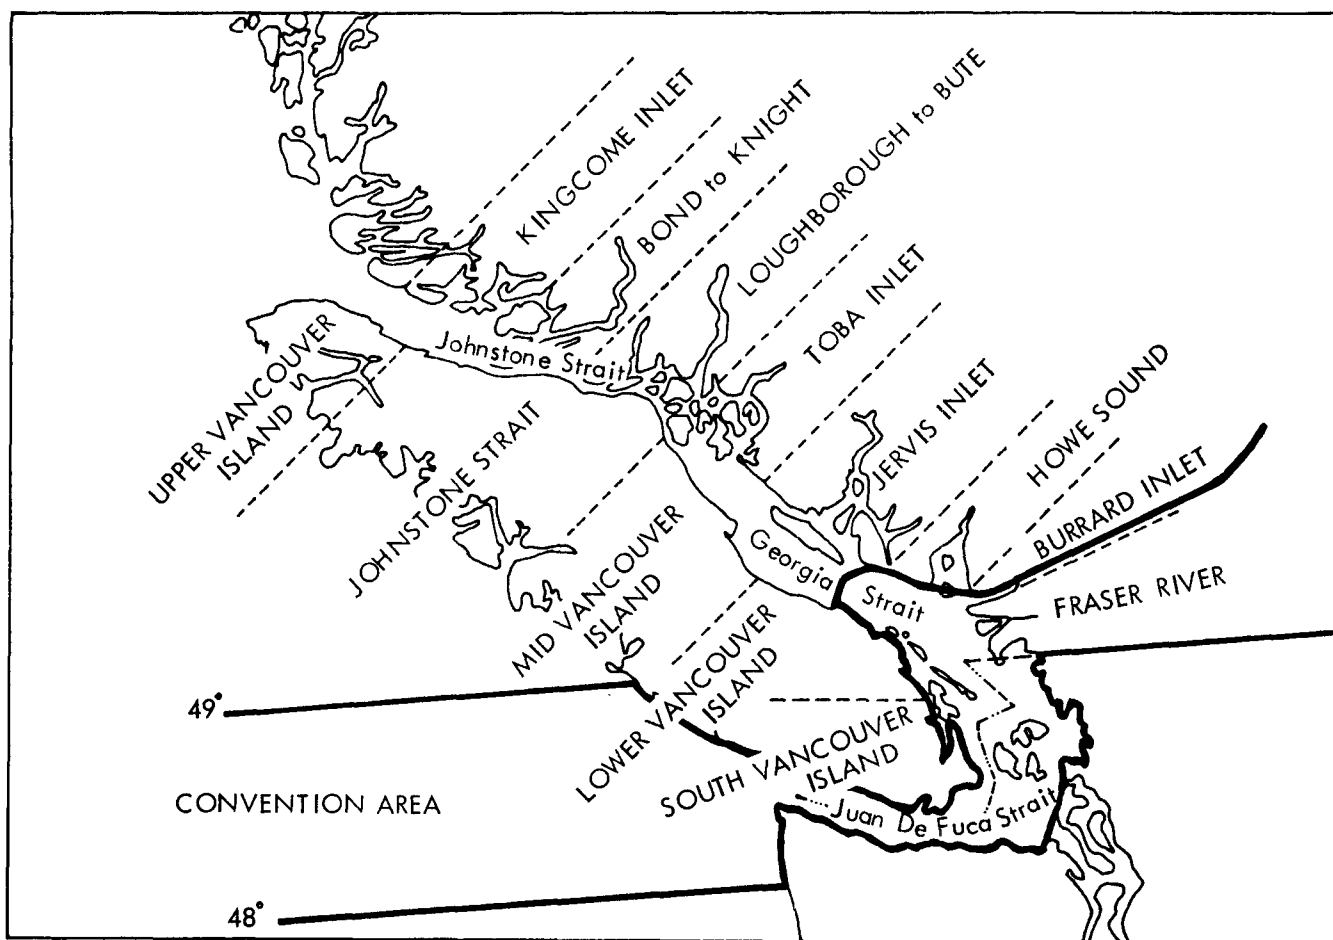 KINGCOME INLET
BOND to KNIGHT
LOUGHBOROUGH to BUTE
TOBA INLET
JERVIS INLET
HOWE SOUND
BURRARD INLET
FRASER RIVER
Johnstone Strait
UPPER VANCOUVER
ISLAND
JOHNSTONE STRAIT
MID VANCOUVER
ISLAND
Georgia
Strait
LOWER VANCOUVER
ISLAND
SOUTH VANCOUVER
ISLAND
49°
CONVENTION AREA
Juan De Fuca Strait
48°